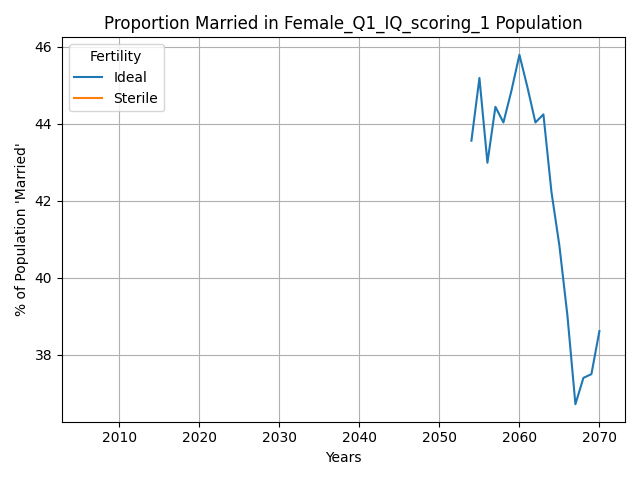 Proportion Married in Female_Q1_IQ_scoring_1 Population
Fertility
Ideal
Sterile
46
44
42
40
38
% of Population 'Married'
2010 2020 2030 2040 2050 2060 2070
Years